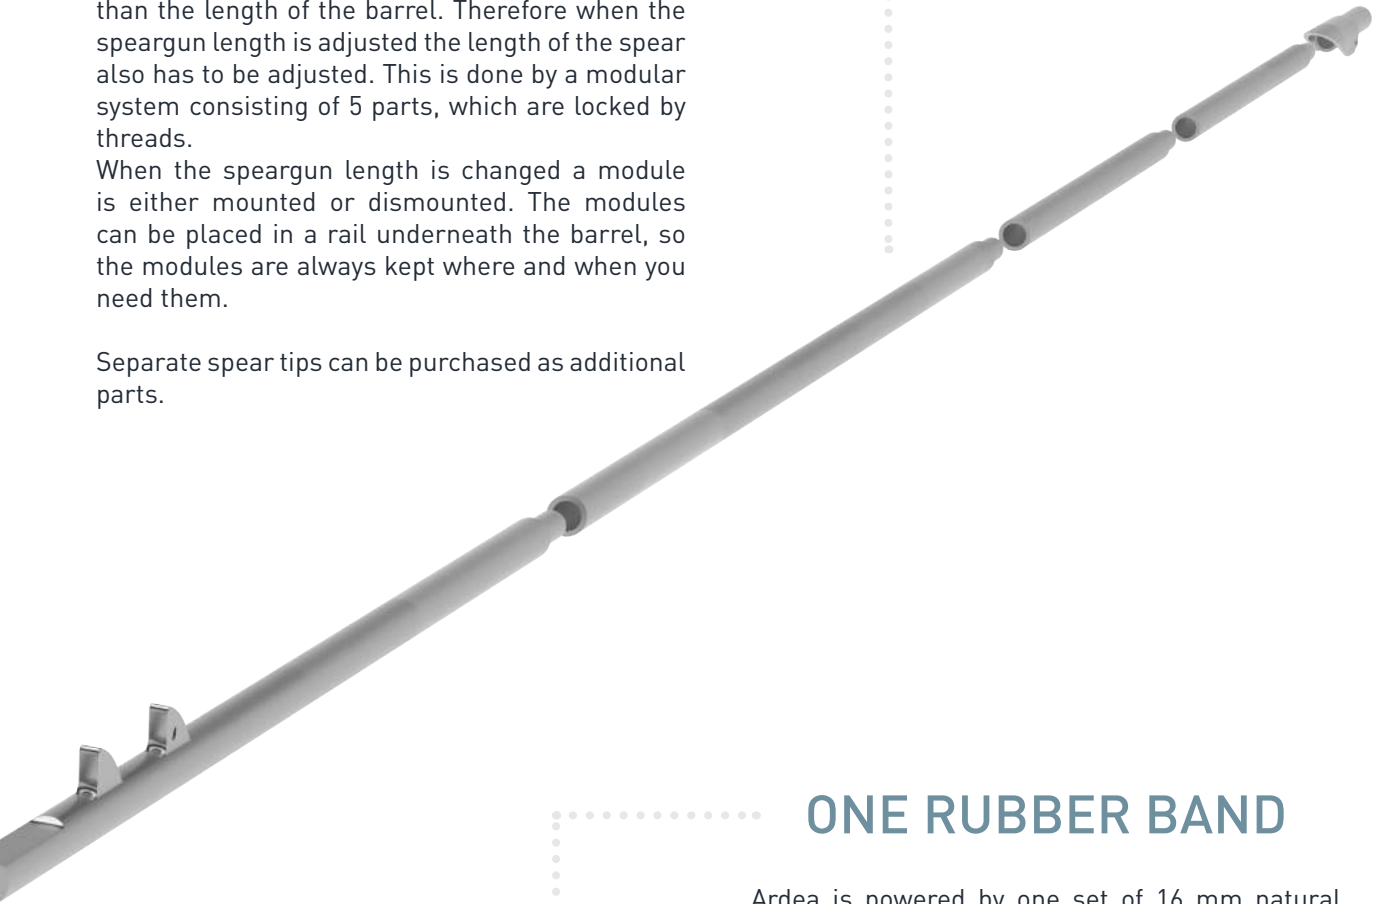 than the length of the barrel. Therefore when the
speargun length is adjusted the length of the spear
also has to be adjusted. This is done by a modular
system consisting of 5 parts, which are locked by
threads.
When the speargun length is changed a module
is either mounted or dismounted. The modules
can be placed in a rail underneath the barrel, so
the modules are always kept where and when you
need them.
Separate spear tips can be purchased as additional
parts.
ONE RUBBER BAND
Ardea is powered by one set of 16 mm natural